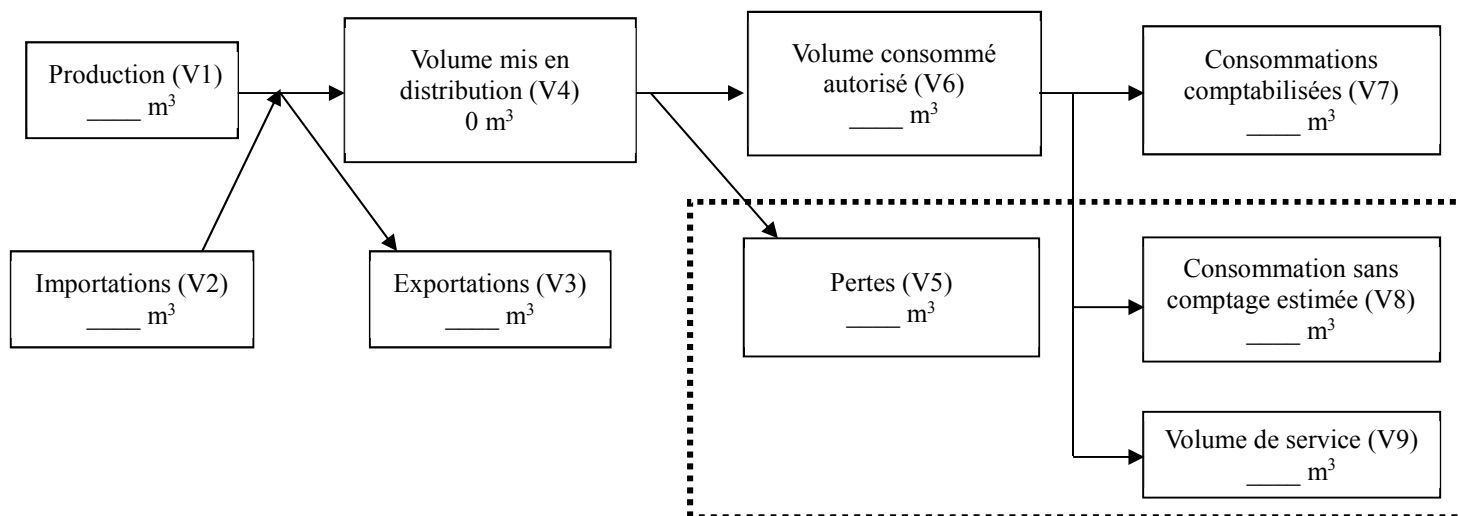 Production (V1)
____ m³
Volume mis en
distribution (V4)
0 m³
Volume consommé
autorisé (V6)
____ m³
Consommations
comptabilisées (V7)
____ m³
Importations (V2)
____ m³
Exportations (V3)
____ m³
Pertes (V5)
____ m³
Consommation sans
comptage estimée (V8)
____ m³
Volume de service (V9)
____ m³